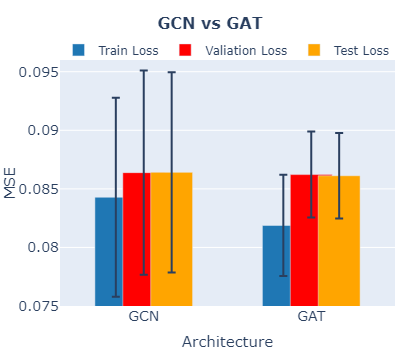 GCN vs GAT
Train Loss
Valiation Loss
Test Loss
0.095
0.09
0.085
0.08
0.075
MSE
GCN
GAT
Architecture